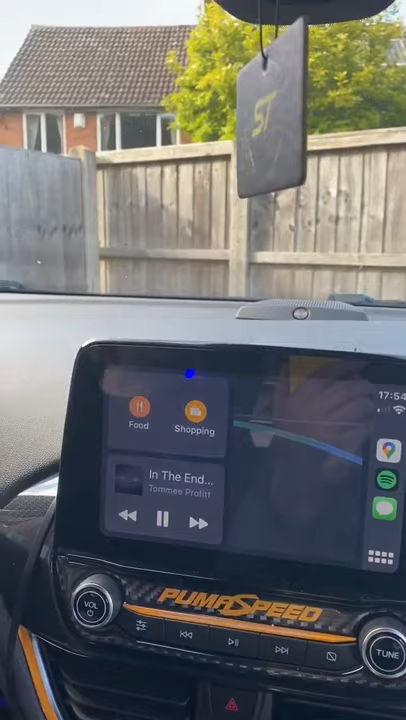 ST
17:54
Food
Shopping
In The End...
Tommee Profitt
PUMASPEED
VOL
TUNE